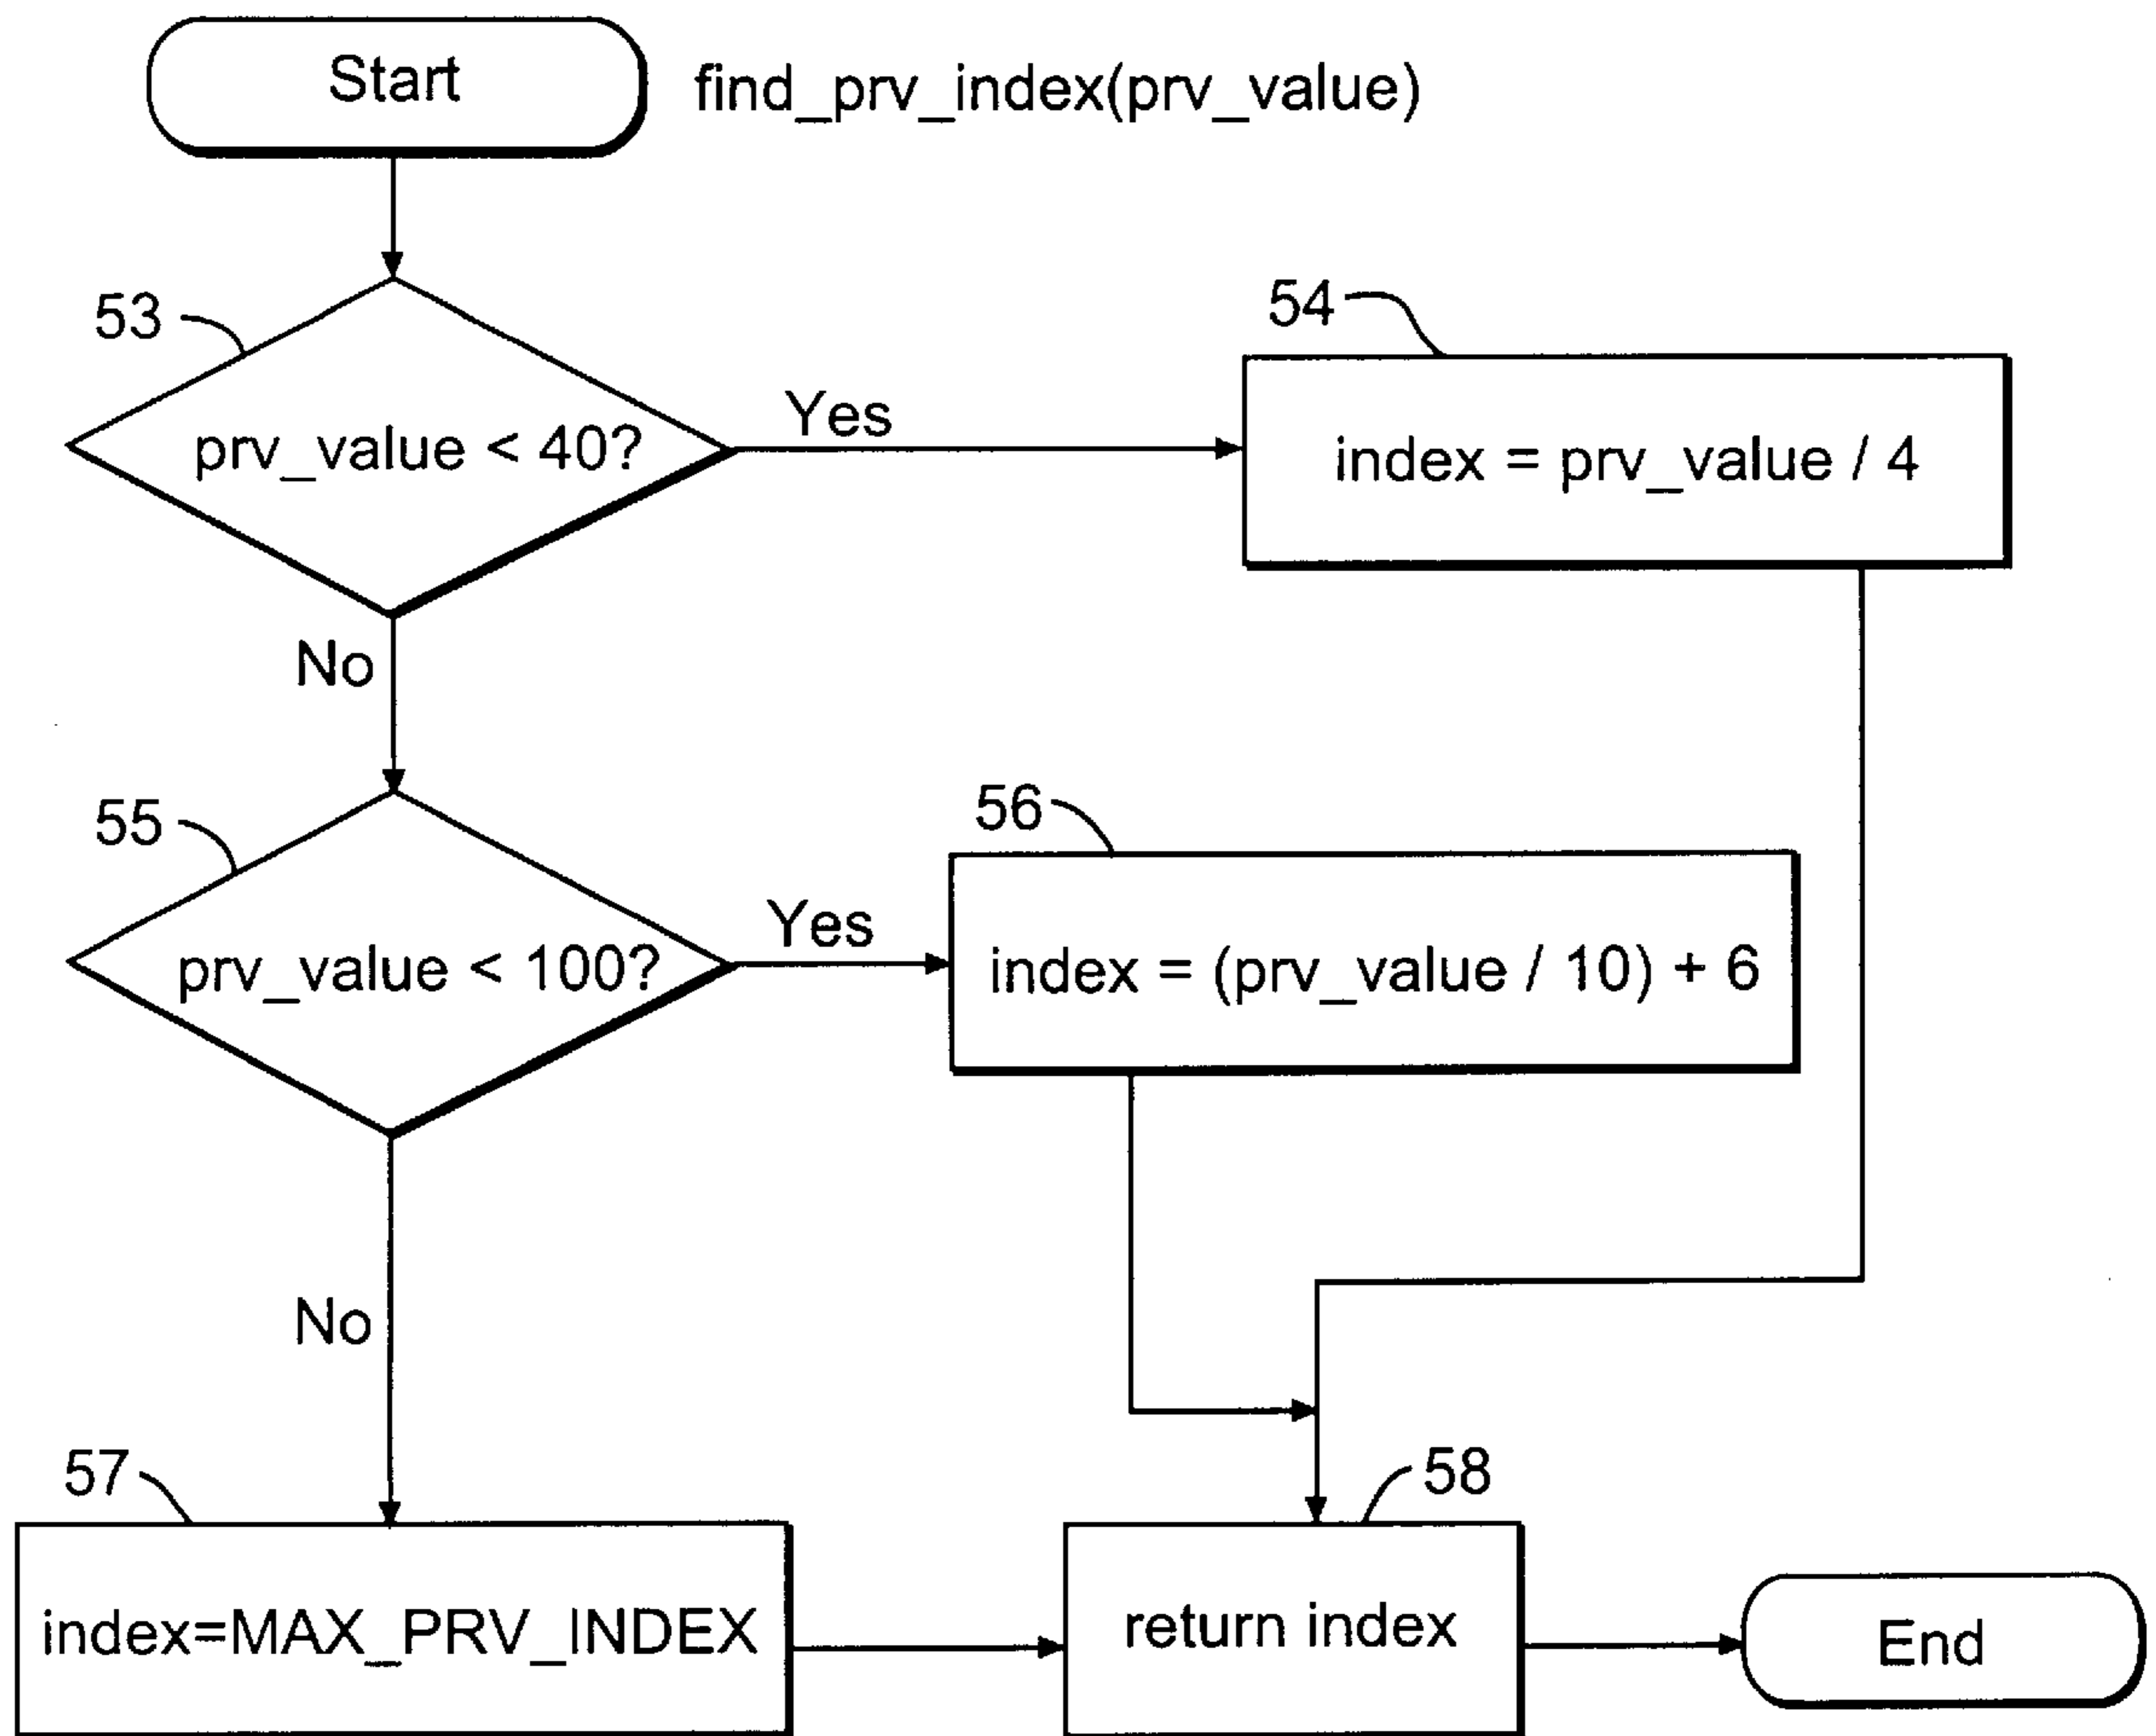 Start
find_prv_index(prv_value)
53
prv_value < 40?
Yes
54
index = prv_value / 4
No
55
prv_value < 100?
Yes
56
index = (prv_value / 10) + 6
No
57
index=MAX_PRV_INDEX
58
return index
End